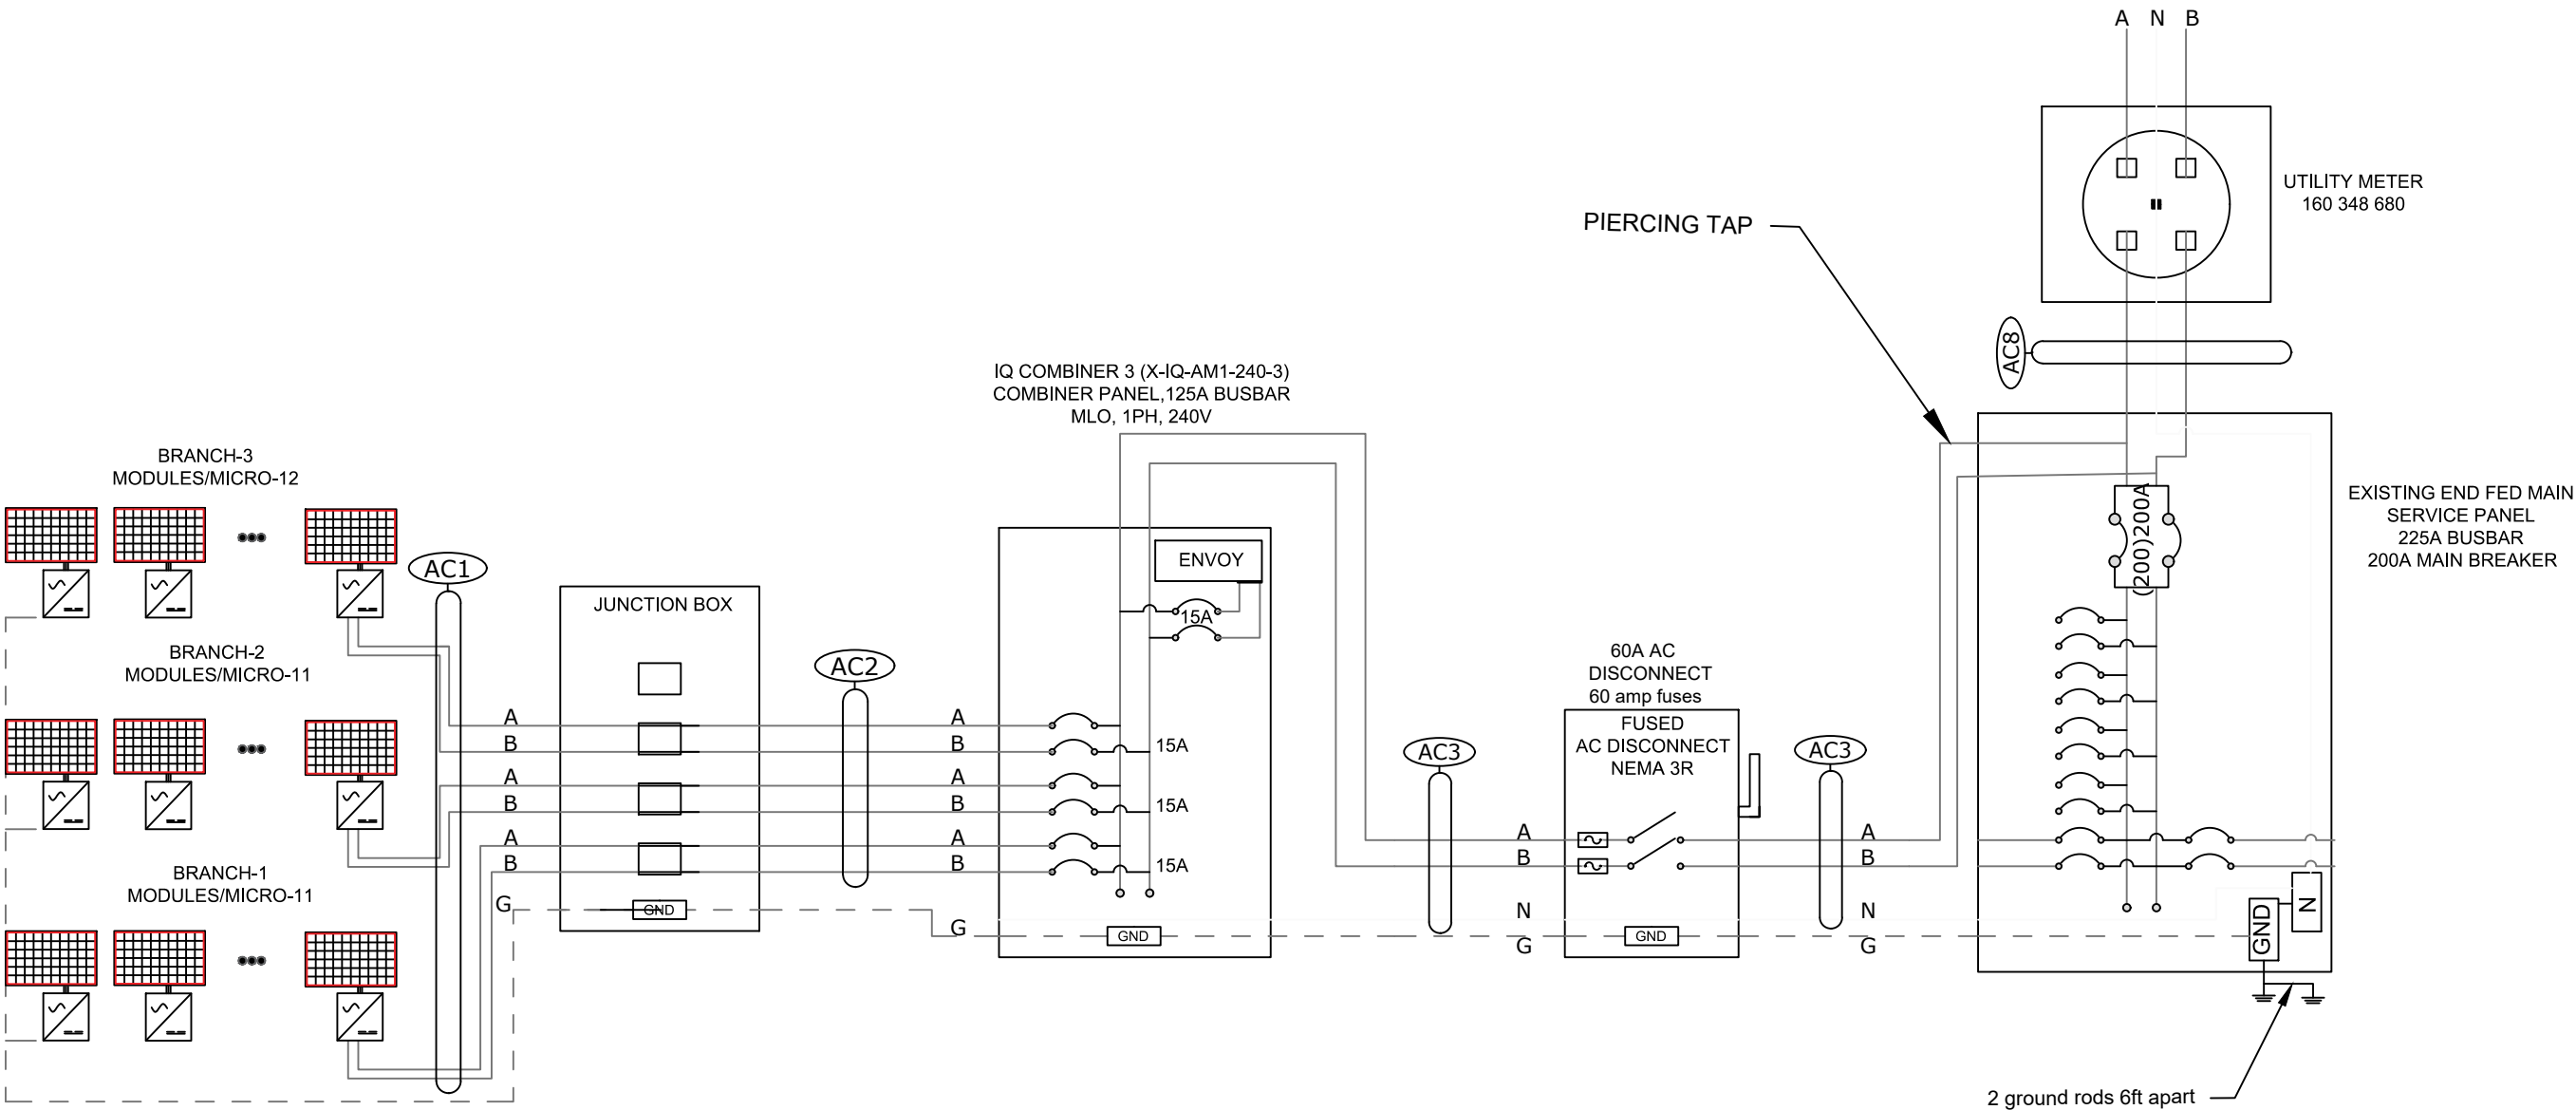 A N B
UTILITY METER
160 348 680
PIERCING TAP
AC8
IQ COMBINER 3 (X-IQ-AM1-240-3)
COMBINER PANEL,125A BUSBAR
MLO, 1PH, 240V
EXISTING END FED MAIN
SERVICE PANEL
225A BUSBAR
200A MAIN BREAKER
(200)200A
BRANCH-3
MODULES/MICRO-12
AC1
JUNCTION BOX
ENVOY
15A
BRANCH-2
MODULES/MICRO-11
AC2
60A AC
DISCONNECT
60 amp fuses
FUSED
AC DISCONNECT
NEMA 3R
AC3
AC3
A
B
A
B
A
B
G
A
B
A
B
A
B
G
15A
15A
15A
BRANCH-1
MODULES/MICRO-11
A
B
N
G
A
B
N
G
GND
GND
GND
GND
N
2 ground rods 6ft apart